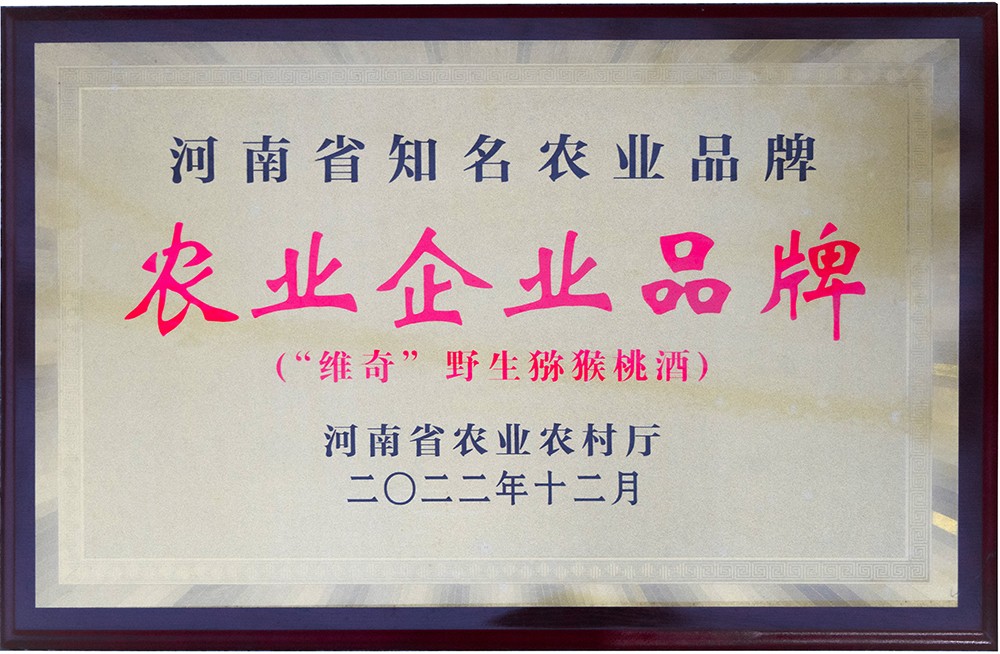 河南省知名农业品牌
农业企业品牌
(“维奇”野生猕猴桃酒)
河南省农业农村厅
二〇二二年十二月